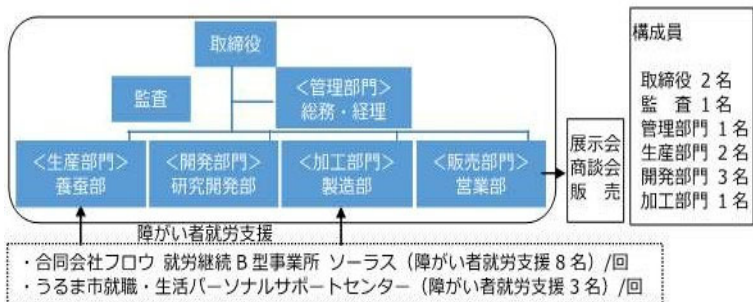 取締役
監査
＜管理部門＞
総務・経理
＜生産部門＞
養蚕部
＜開発部門＞
研究開発部
＜加工部門＞
製造部
＜販売部門＞
営業部
展示会
商談会
販　売
構成員
取締役 2 名
監　査 1 名
管理部門 1 名
生産部門 2 名
開発部門 3 名
加工部門 1 名
障がい者就労支援
・合同会社フロウ 就労継続 B 型事業所 ソーラス（障がい者就労支援 8 名）/回
・うるま市就職・生活パーソナルサポートセンター（障がい者就労支援 3 名）/回